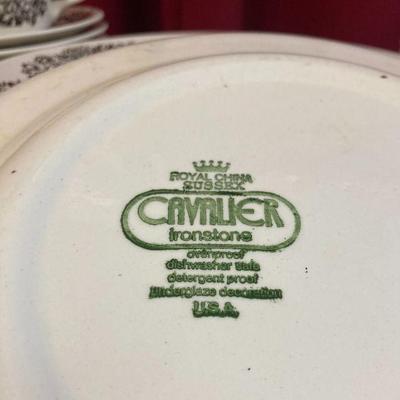 ROYAL CHINA
SUSSEX
CAVALIER
ironstone
ovenproof
dishwasher safe
detergent proof
Underglaze decoration
U.S.A.